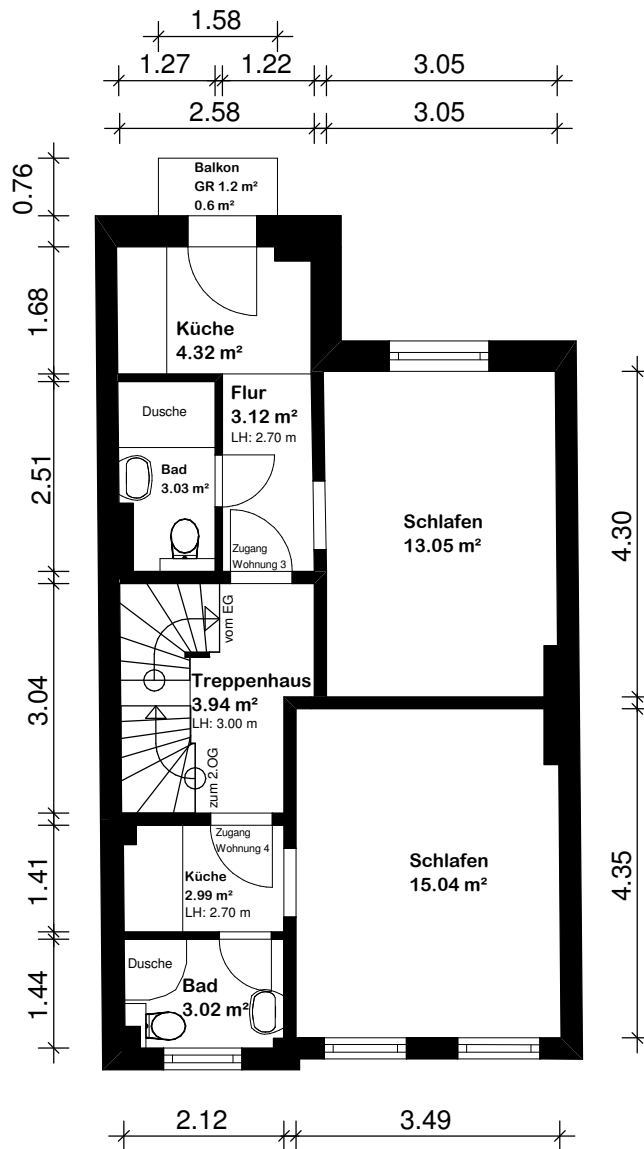 1.58
1.27
1.22
3.05
2.58
3.05
0.76
Balkon
GR 1.2 m²
0.6 m²
1.68
Küche
4.32 m²
Flur
3.12 m²
LH: 2.70 m
Dusche
2.51
Bad
3.03 m²
Schlafen
13.05 m²
4.30
Zugang
Wohnung 3
vom EG
3.04
Treppenhaus
3.94 m²
LH: 3.00 m
zum 2.OG
Zugang
Wohnung 4
1.41
Küche
2.99 m²
LH: 2.70 m
Schlafen
15.04 m²
4.35
Dusche
1.44
Bad
3.02 m²
2.12
3.49